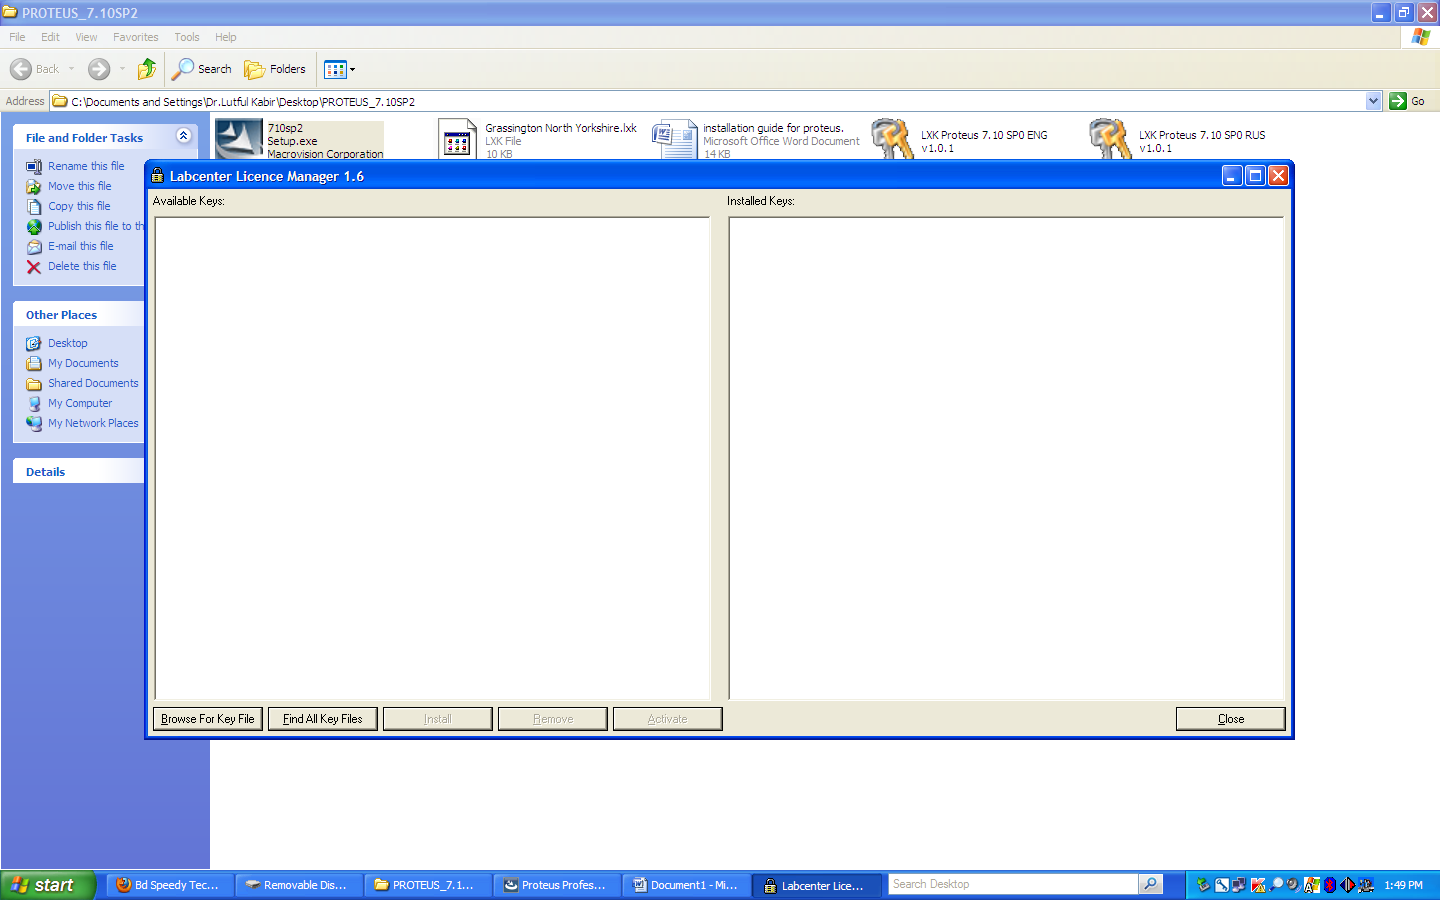 PROTEUS_7.10SP2
File Edit View Favorites Tools Help
Back Search Folders
Address C:\Documents and Settings\Dr.Lutful Kabir\Desktop\PROTEUS_7.10SP2 Go
File and Folder Tasks
Rename this file
Move this file
Copy this file
Publish this file to th
E-mail this file
Delete this file
Other Places
Desktop
My Documents
Shared Documents
My Computer
My Network Places
Details
710sp2
Setup.exe
Macrovision Corporation
Grassington North Yorkshire.lxk
LXK File
10 KB
installation guide for proteus.
Microsoft Office Word Document
14 KB
LXK Proteus 7.10 SP0 ENG
v1.0.1
LXK Proteus 7.10 SP0 RUS
v1.0.1
Labcenter Licence Manager 1.6
Available Keys:
Installed Keys:
Browse For Key File Find All Key Files Install Remove Activate Close
start Bd Speedy Tec... Removable Dis... PROTEUS_7.1... Proteus Profes... Document1 - Mi... Labcenter Lice... Search Desktop 1:49 PM